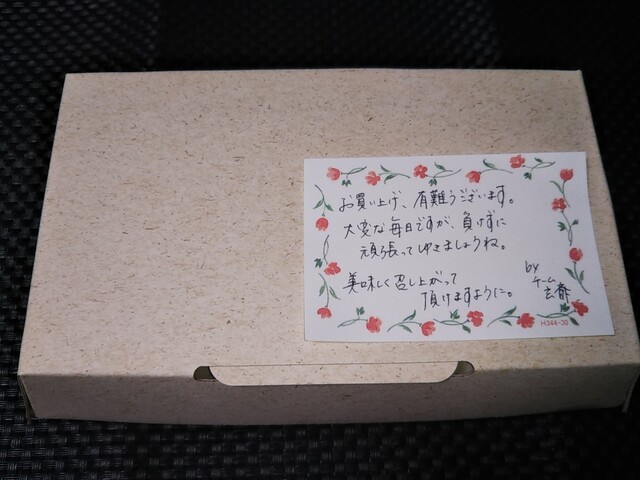 お買い上げ、有難うございます。
大変な毎日ですが、負けずに
頑張ってゆきましょうね。
美味しく召し上がって
頂けますように。
by
チーム
H344-30